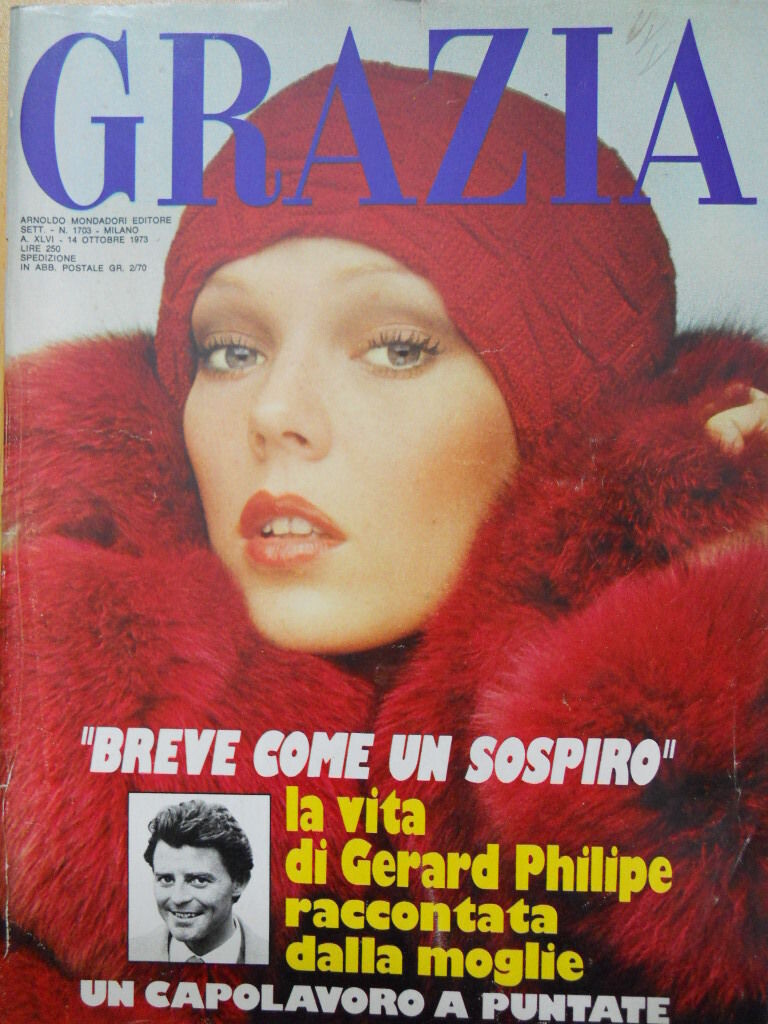 GRAZIA
ARNOLDO MONDADORI EDITORE
SETT. - N. 1703 - MILANO
A. XLVI - 14 OTTOBRE 1973
LIRE 250
SPEDIZIONE
IN ABB. POSTALE GR. 2/70
"BREVE COME UN SOSPIRO"
la vita
di Gerard Philipe
raccontata
dalla moglie
UN CAPOLAVORO A PUNTATE